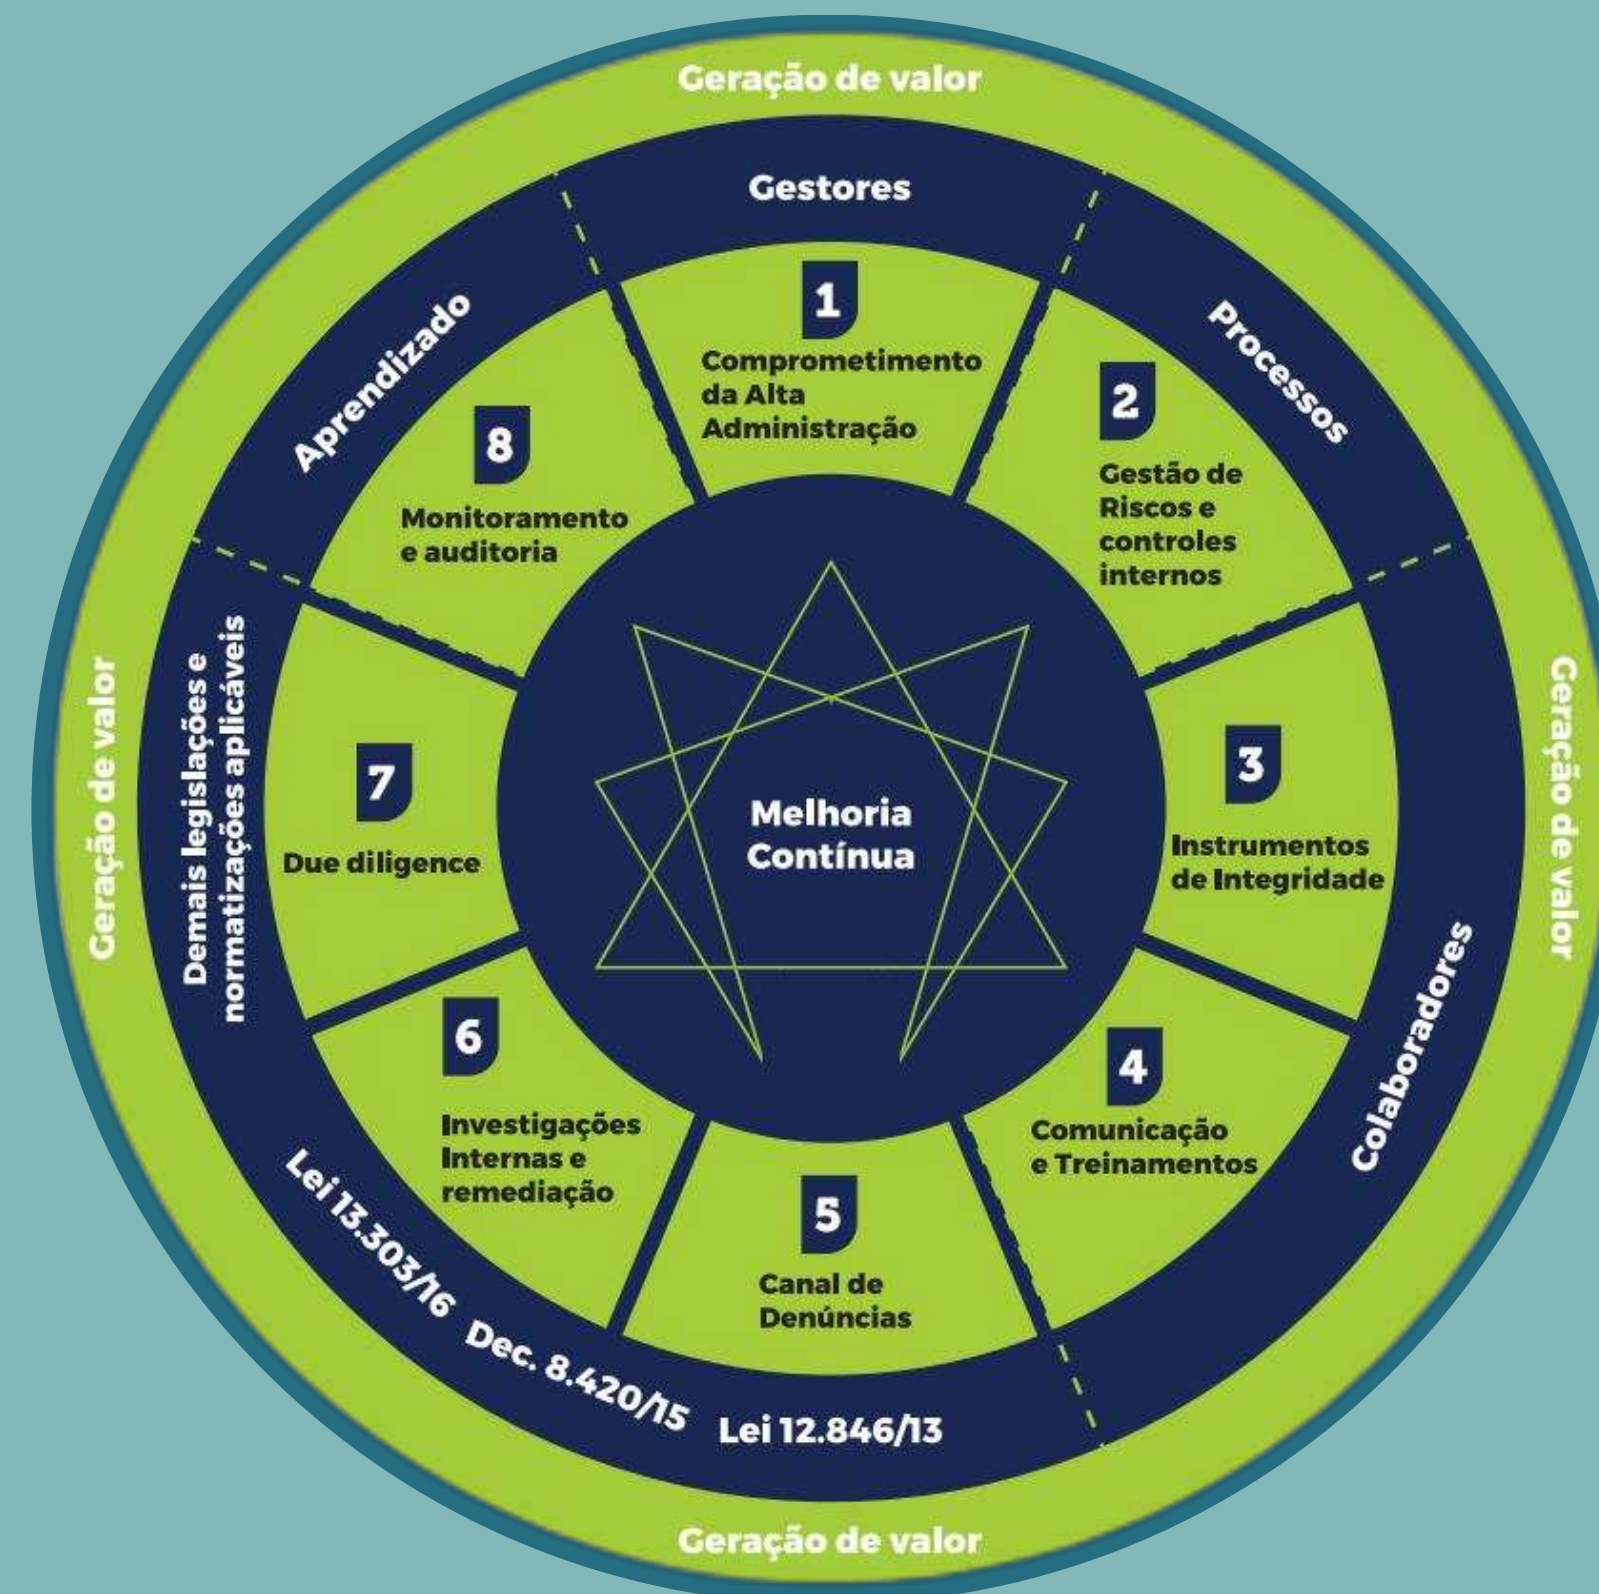 Geração de valor
Gestores
Processos
Colaboradores
Lei 12.846/13
Dec. 8.420/15
Lei 13.303/16
Demais legislações e
normatizações aplicáveis
Aprendizado
1
Comprometimento
da Alta
Administração
2
Gestão de
Riscos e
controles
internos
3
Instrumentos
de Integridade
4
Comunicação
e Treinamentos
5
Canal de
Denúncias
6
Investigações
Internas e
remediação
7
Due diligence
8
Monitoramento
e auditoria
Melhoria
Contínua
Geração de valor
Geração de valor
Geração de valor